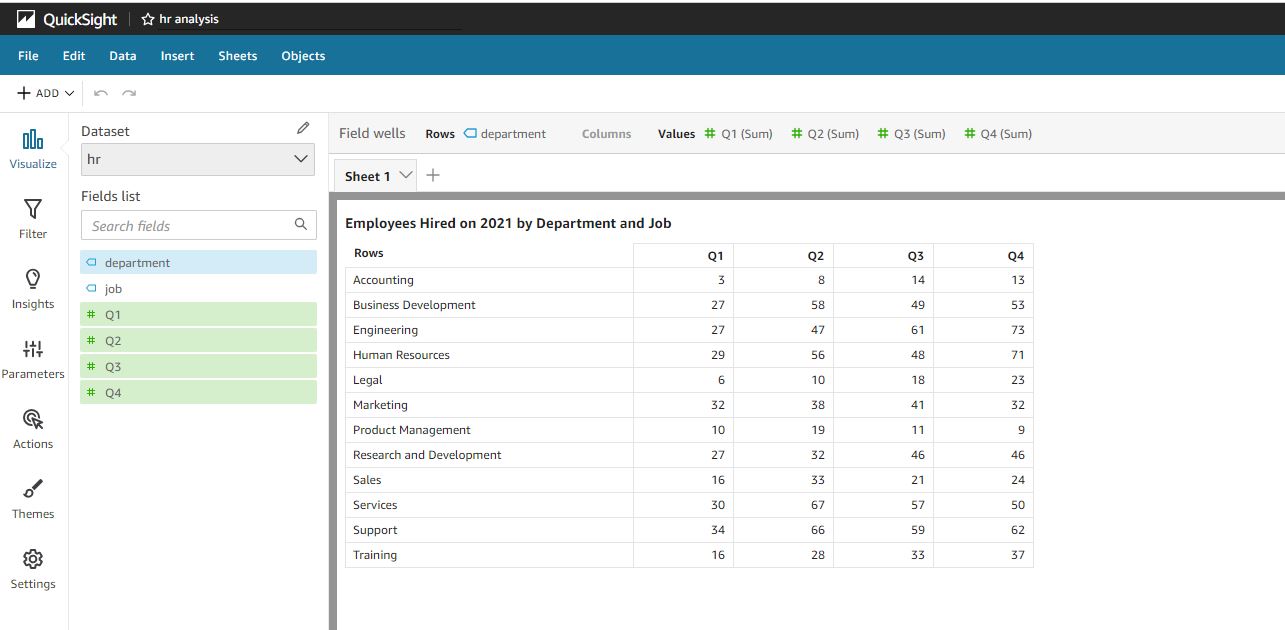 QuickSight hr analysis
File Edit Data Insert Sheets Objects
ADD
Visualize
Filter
Insights
Parameters
Actions
Themes
Settings
Dataset
hr
Fields list
Search fields
department
job
# Q1
# Q2
# Q3
# Q4
Field wells Rows department Columns Values # Q1 (Sum) # Q2 (Sum) # Q3 (Sum) # Q4 (Sum)
Sheet 1
Employees Hired on 2021 by Department and Job
Rows Q1 Q2 Q3 Q4
Accounting 3 8 14 13
Business Development 27 58 49 53
Engineering 27 47 61 73
Human Resources 29 56 48 71
Legal 6 10 18 23
Marketing 32 38 41 32
Product Management 10 19 11 9
Research and Development 27 32 46 46
Sales 16 33 21 24
Services 30 67 57 50
Support 34 66 59 62
Training 16 28 33 37